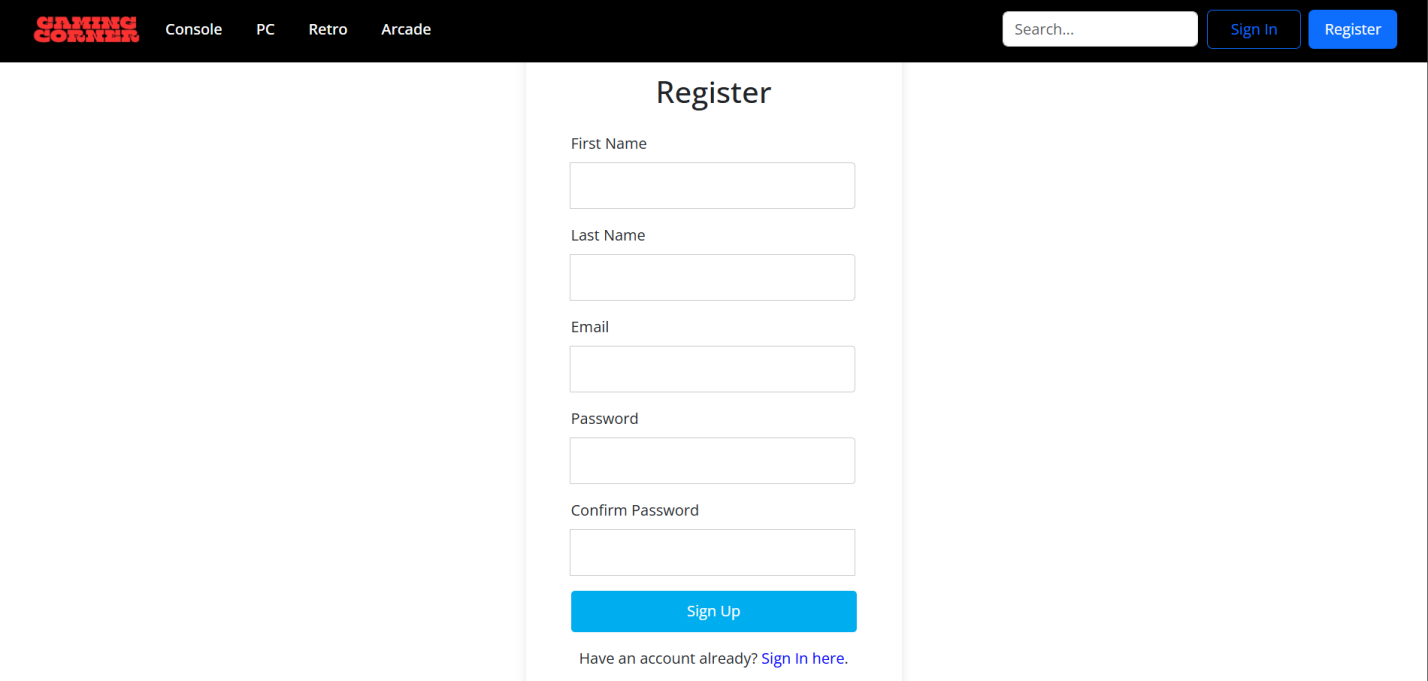 GAMING
CORNER
Console PC Retro Arcade Search... Sign In Register
Register
First Name
Last Name
Email
Password
Confirm Password
Sign Up
Have an account already? Sign In here.